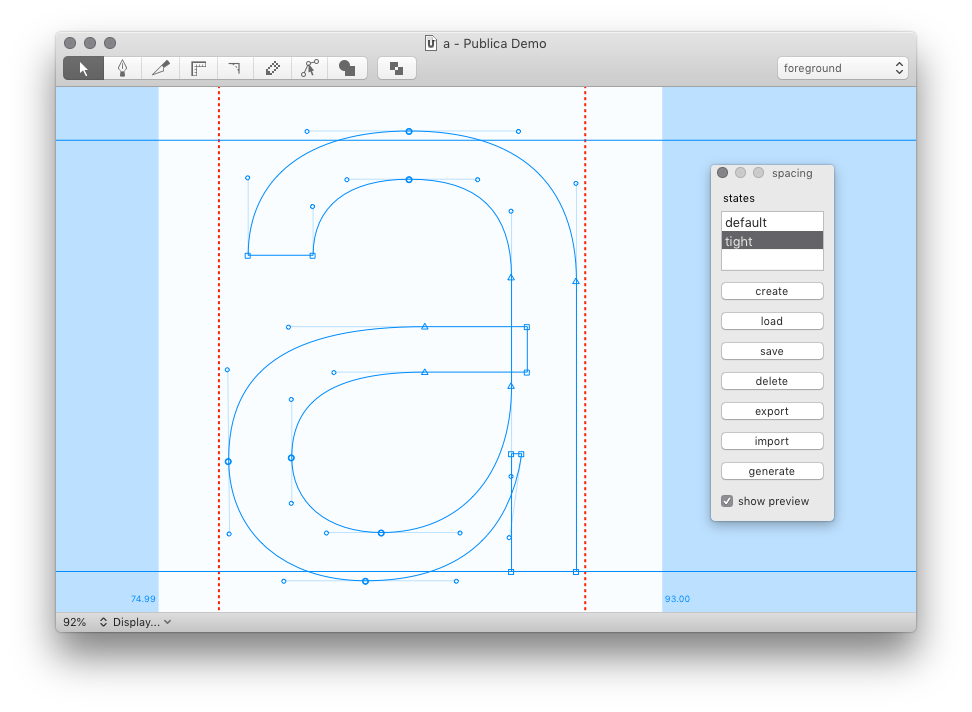 a - Publica Demo
foreground
spacing
states
default
tight
create
load
save
delete
export
import
generate
show preview
74.99
93.00
92%
Display...